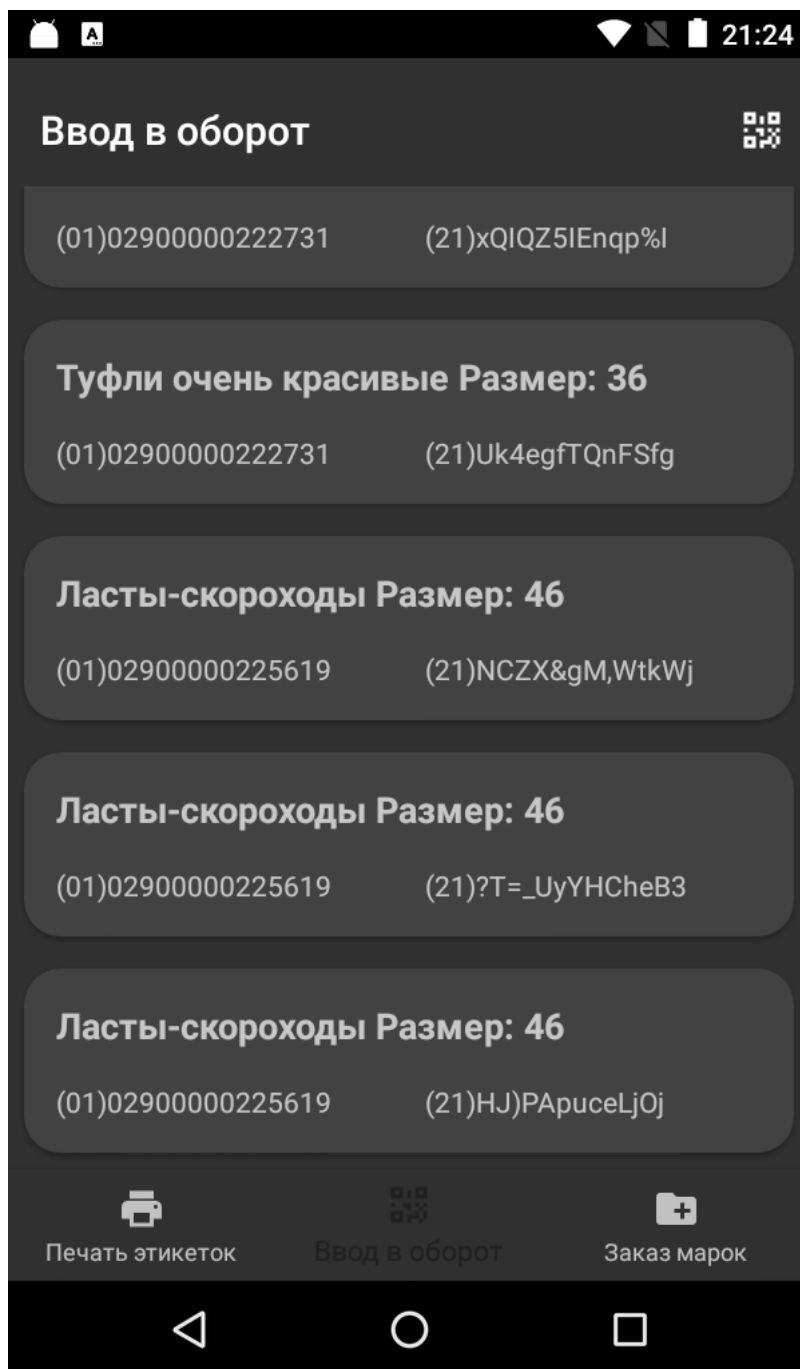 21:24
Ввод в оборот
(01)02900000222731 (21)xQIQZ5IEnqp%l
Туфли очень красивые Размер: 36
(01)02900000222731 (21)Uk4egfTQnFSfg
Ласты-скороходы Размер: 46
(01)02900000225619 (21)NCZX&gM,WtkWj
Ласты-скороходы Размер: 46
(01)02900000225619 (21)?T=_UyYHCheB3
Ласты-скороходы Размер: 46
(01)02900000225619 (21)HJ)PApuceLjOj
Печать этикеток Ввод в оборот Заказ марок